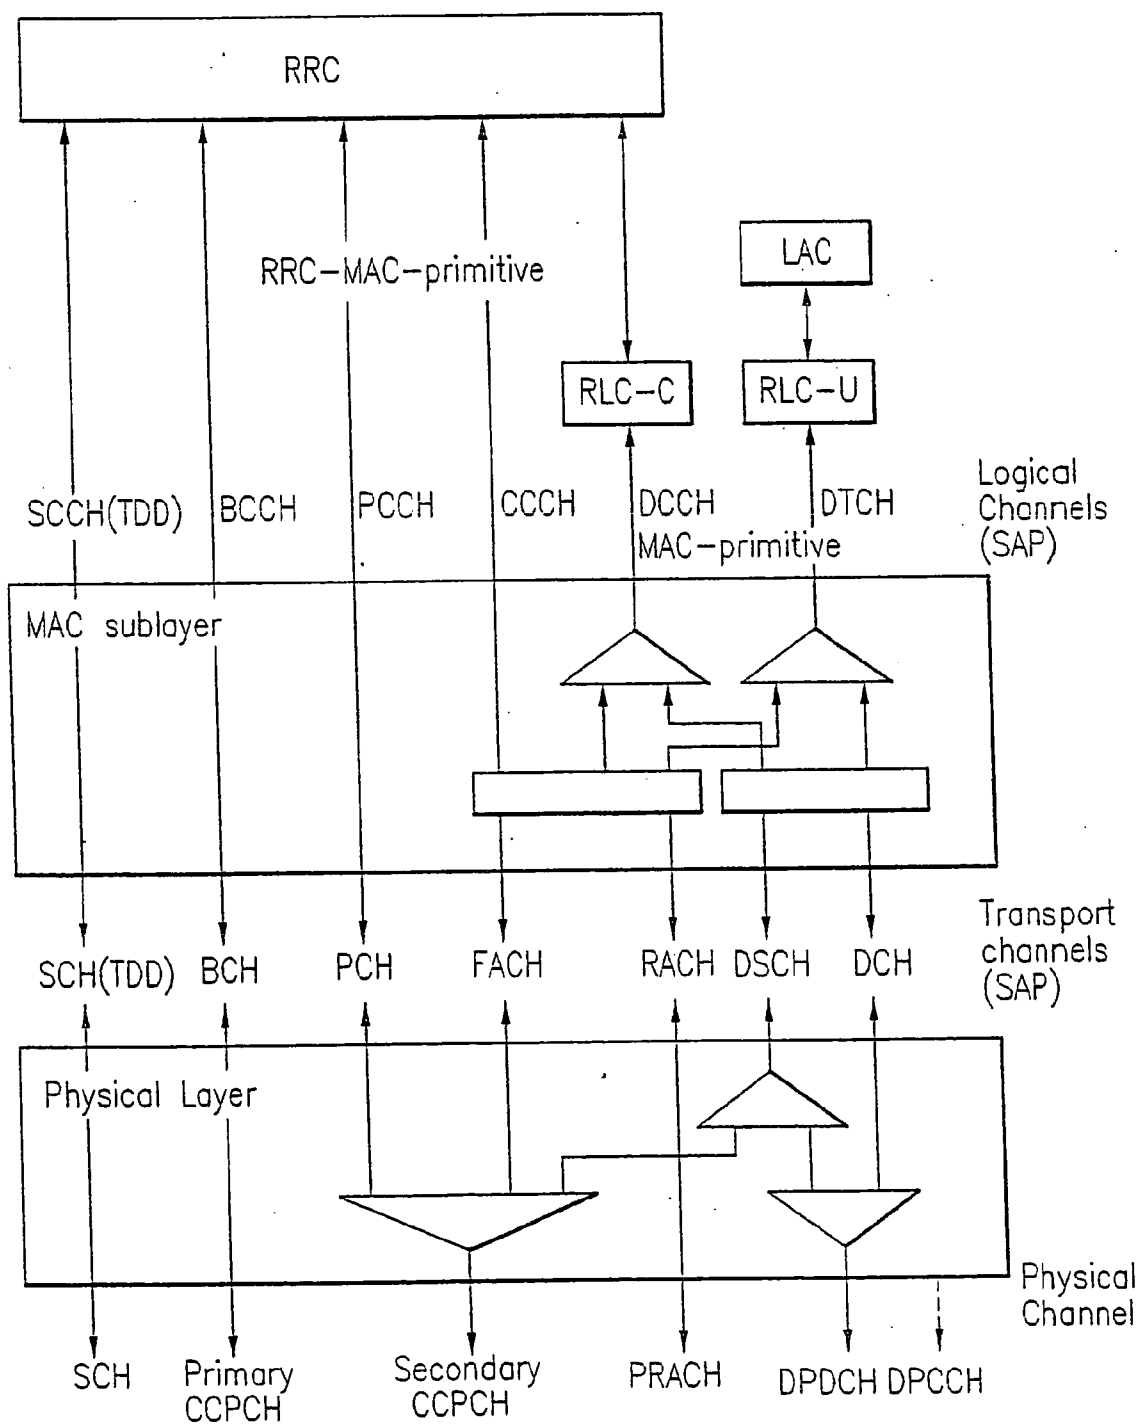 RRC
RRC-MAC-primitive
LAC
RLC-C
RLC-U
SCCH(TDD)
BCCH
PCCH
CCCH
DCCH
DTCH
MAC-primitive
Logical
Channels
(SAP)
MAC sublayer
SCH(TDD)
BCH
PCH
FACH
RACH
DSCH
DCH
Transport
channels
(SAP)
Physical Layer
Physical
Channel
SCH
Primary
CCPCH
Secondary
CCPCH
PRACH
DPDCH
DPCCH